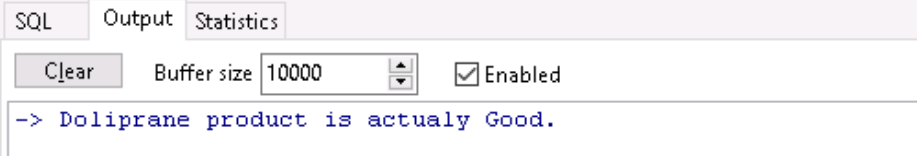 SQL Output Statistics
Clear Buffer size 10000 Enabled
-> Doliprane product is actualy Good.